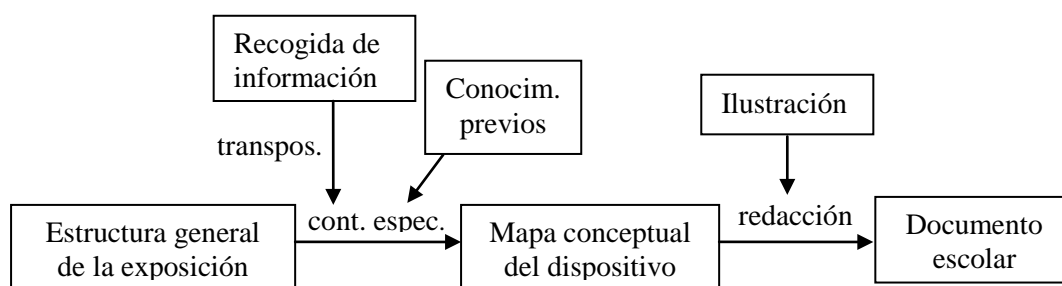 Recogida de
información
Conocim.
previos
Ilustración
transpos.
cont. espec.
redacción
Estructura general
de la exposición
Mapa conceptual
del dispositivo
Documento
escolar